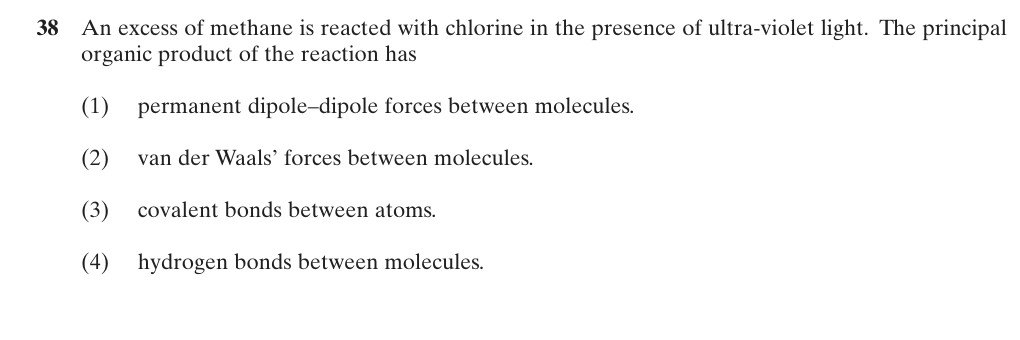 38 An excess of methane is reacted with chlorine in the presence of ultra-violet light. The principal
organic product of the reaction has
(1) permanent dipole–dipole forces between molecules.
(2) van der Waals’ forces between molecules.
(3) covalent bonds between atoms.
(4) hydrogen bonds between molecules.